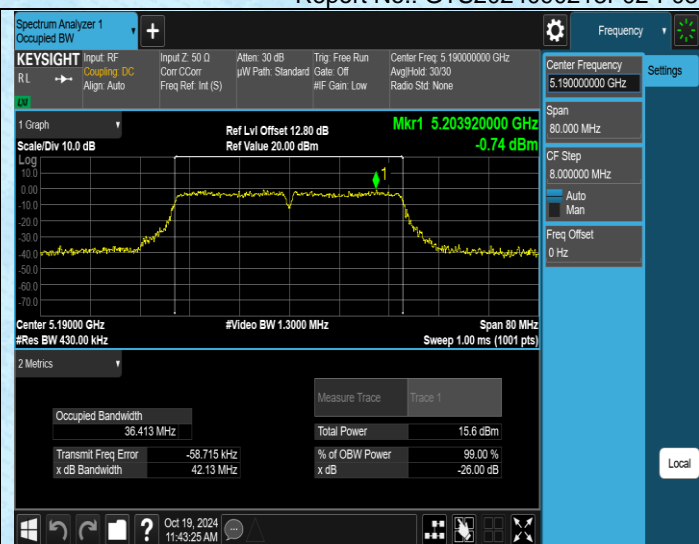 Spectrum Analyzer 1
Occupied BW
Frequency
KEYSIGHT
RL
Input: RF
Coupling: DC
Align: Auto
Input Z: 50 Ω
Corr CCorr
Freq Ref: Int (S)
Atten: 30 dB
µW Path: Standard
Trig: Free Run
Gate: Off
#IF Gain: Low
Center Freq: 5.190000000 GHz
Avg|Hold: 30/30
Radio Std: None
1 Graph
Scale/Div 10.0 dB
Ref Lvl Offset 12.80 dB
Ref Value 20.00 dBm
Mkr1 5.203920000 GHz
-0.74 dBm
Log
10.0
0.00
-10.0
-20.0
-30.0
-40.0
-50.0
-60.0
-70.0
1
Center 5.19000 GHz
#Video BW 1.3000 MHz
Span 80 MHz
#Res BW 430.00 kHz
Sweep 1.00 ms (1001 pts)
2 Metrics
Measure Trace
Trace 1
Occupied Bandwidth
36.413 MHz
Total Power
15.6 dBm
Transmit Freq Error
-58.715 kHz
% of OBW Power
99.00 %
x dB Bandwidth
42.13 MHz
x dB
-26.00 dB
Center Frequency
5.190000000 GHz
Settings
Span
80.000 MHz
CF Step
8.000000 MHz
Auto
Man
Freq Offset
0 Hz
Local
?
Oct 19, 2024
11:43:25 AM